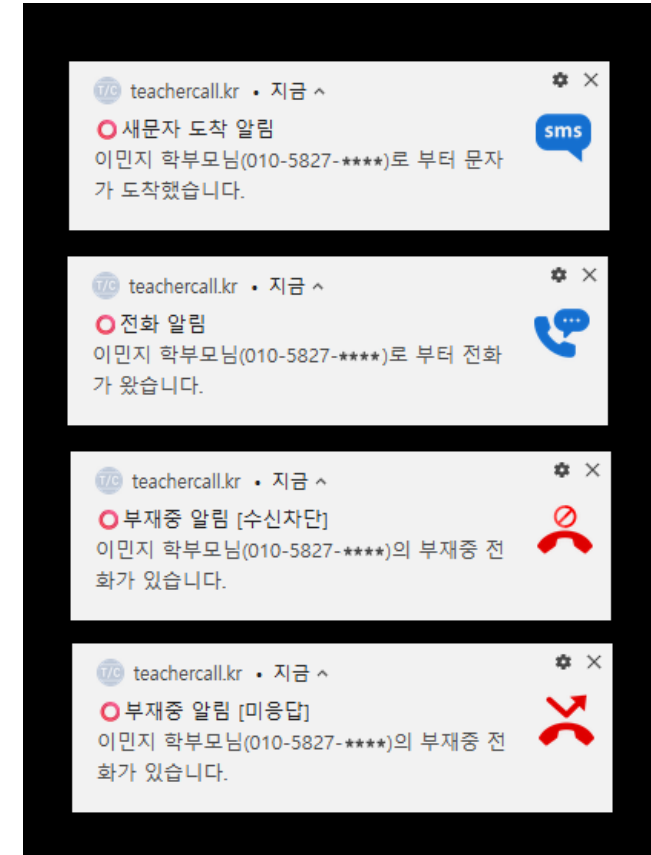 T/C teachercall.kr • 지금 ^
⭕새문자 도착 알림
sms
이민지 학부모님(010-5827-****)로 부터 문자
가 도착했습니다.
T/C teachercall.kr • 지금 ^
⭕전화 알림
이민지 학부모님(010-5827-****)로 부터 전화
가 왔습니다.
T/C teachercall.kr • 지금 ^
⭕부재중 알림 [수신차단]
이민지 학부모님(010-5827-****)의 부재중 전
화가 있습니다.
T/C teachercall.kr • 지금 ^
⭕부재중 알림 [미응답]
이민지 학부모님(010-5827-****)의 부재중 전
화가 있습니다.